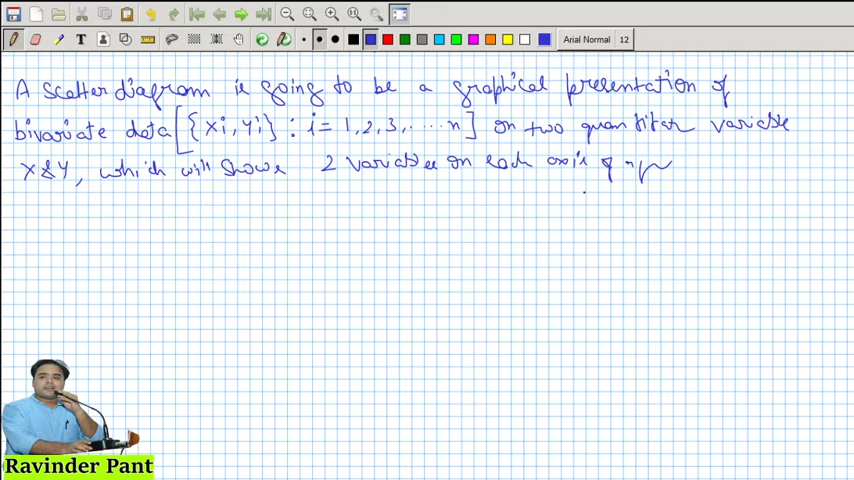 Arial Normal 12
A scatter diagram is going to be a graphical presentation of
bivariate data [{Xi, Yi} : i = 1, 2, 3, ..... n] on two variable
X & Y, which will shows 2 variables on each axis of
Ravinder Pant